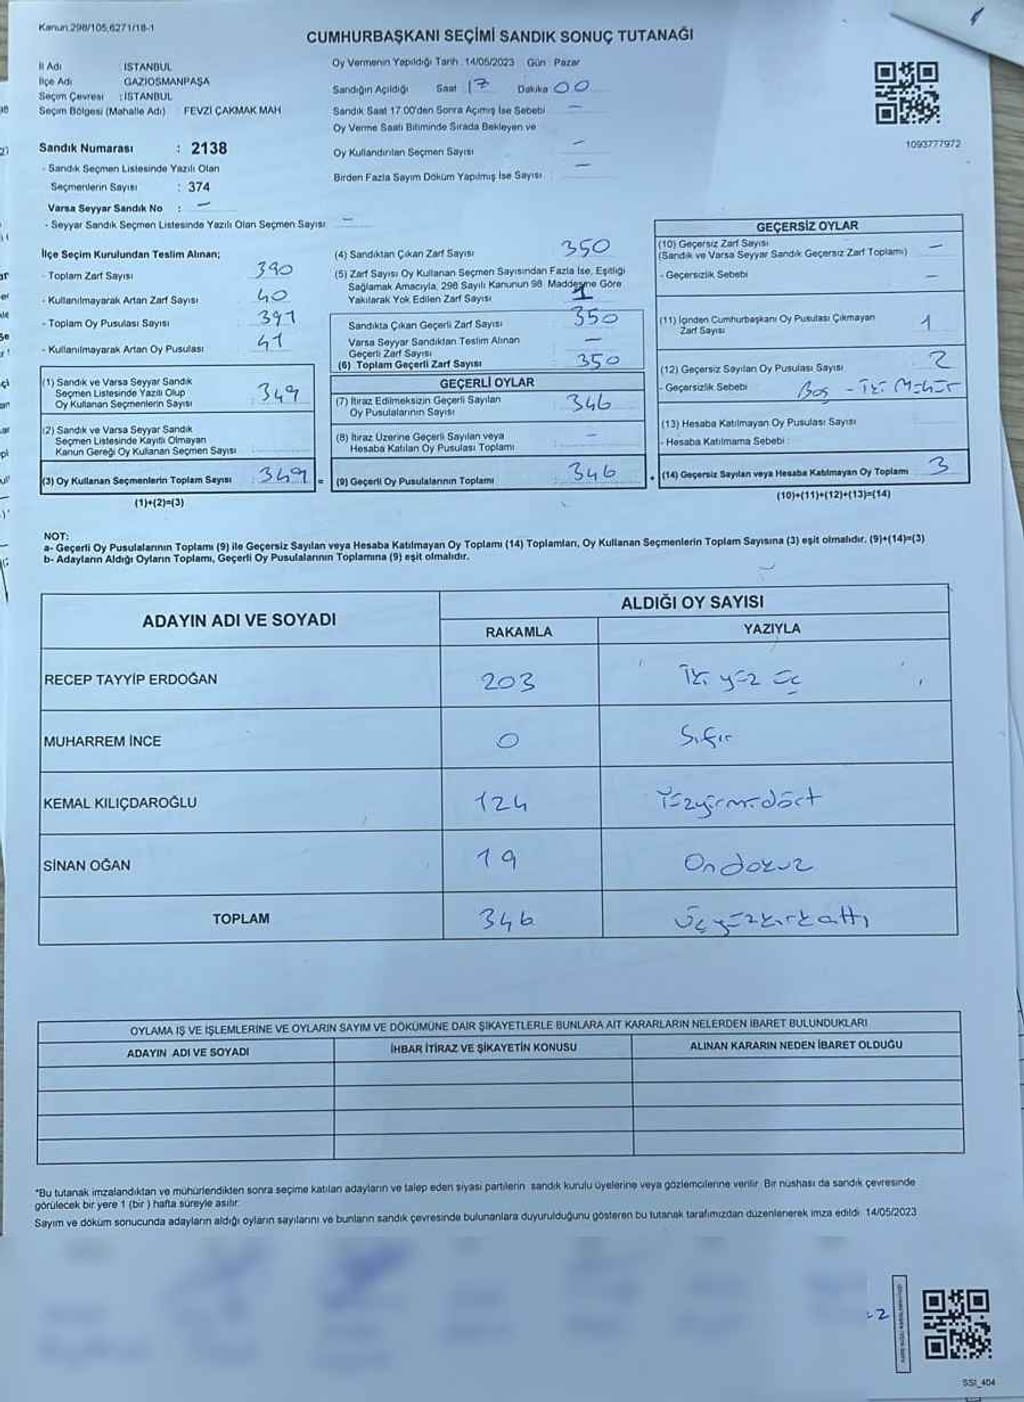 Kanun 298/105,6271/18-1
CUMHURBAŞKANI SEÇİMİ SANDIK SONUÇ TUTANAĞI
İl Adı : İSTANBUL
İlçe Adı : GAZİOSMANPAŞA
Seçim Çevresi : İSTANBUL
Seçim Bölgesi (Mahalle Adı) FEVZİ ÇAKMAK MAH
Sandık Numarası : 2138
- Sandık Seçmen Listesinde Yazılı Olan
Seçmenlerin Sayısı : 374
Varsa Seyyar Sandık No : -
- Seyyar Sandık Seçmen Listesinde Yazılı Olan Seçmen Sayısı -
Oy Vermenin Yapıldığı Tarih 14/05/2023 Gün Pazar
Sandığın Açıldığı Saat 17 Dakika 00
Sandık Saat 17.00'den Sonra Açımış İse Sebebi -
Oy Verme Saati Bitiminde Sırada Bekleyen ve
Oy Kullandırılan Seçmen Sayısı -
Birden Fazla Sayım Döküm Yapılmış İse Sayısı -
1093777972
İlçe Seçim Kurulundan Teslim Alınan;
- Toplam Zarf Sayısı 390
- Kullanılmayarak Artan Zarf Sayısı 40
- Toplam Oy Pusulası Sayısı 391
- Kullanılmayarak Artan Oy Pusulası 41
(1) Sandık ve Varsa Seyyar Sandık
Seçmen Listesinde Yazılı Olup
Oy Kullanan Seçmenlerin Sayısı 349
(2) Sandık ve Varsa Seyyar Sandık
Seçmen Listesinde Kayıtlı Olmayan
Kanun Gereği Oy Kullanan Seçmen Sayısı
(3) Oy Kullanan Seçmenlerin Toplam Sayısı 349 =
(1)+(2)=(3)
(4) Sandıktan Çıkan Zarf Sayısı 350
(5) Zarf Sayısı Oy Kullanan Seçmen Sayısından Fazla İse, Eşitliği
Sağlamak Amacıyla, 298 Sayılı Kanunun 98. Maddesine Göre
Yakılarak Yok Edilen Zarf Sayısı 1
Sandıkta Çıkan Geçerli Zarf Sayısı 350
Varsa Seyyar Sandıktan Teslim Alınan
Geçerli Zarf Sayısı -
(6) Toplam Geçerli Zarf Sayısı 350
GEÇERLİ OYLAR
(7) İtiraz Edilmeksizin Geçerli Sayılan
Oy Pusulalarının Sayısı 346
(8) İtiraz Üzerine Geçerli Sayılan veya
Hesaba Katılan Oy Pusulası Toplamı -
(9) Geçerli Oy Pusulalarının Toplamı 346 +
GEÇERSİZ OYLAR
(10) Geçersiz Zarf Sayısı -
(Sandık ve Varsa Seyyar Sandık Geçersiz Zarf Toplamı)
- Geçersizlik Sebebi -
(11) İçinden Cumhurbaşkanı Oy Pusulası Çıkmayan
Zarf Sayısı 1
(12) Geçersiz Sayılan Oy Pusulası Sayısı 2
- Geçersizlik Sebebi Boş - İki Mühür
(13) Hesaba Katılmayan Oy Pusulası Sayısı
- Hesaba Katılmama Sebebi :
(14) Geçersiz Sayılan veya Hesaba Katılmayan Oy Toplamı 3
(10)+(11)+(12)+(13)=(14)
NOT:
a- Geçerli Oy Pusulalarının Toplamı (9) ile Geçersiz Sayılan veya Hesaba Katılmayan Oy Toplamı (14) Toplamları, Oy Kullanan Seçmenlerin Toplam Sayısına (3) eşit olmalıdır. (9)+(14)=(3)
b- Adayların Aldığı Oyların Toplamı, Geçerli Oy Pusulalarının Toplamına (9) eşit olmalıdır.
ADAYIN ADI VE SOYADI
ALDIĞI OY SAYISI
RAKAMLA YAZIYLA
RECEP TAYYİP ERDOĞAN 203 İki yüz üç
MUHARREM İNCE 0 Sıfır
KEMAL KILIÇDAROĞLU 124 Yüzyirmidört
SİNAN OĞAN 19 Ondokuz
TOPLAM 346 Üçyüzkırkaltı
OYLAMA İŞ VE İŞLEMLERİNE VE OYLARIN SAYIM VE DÖKÜMÜNE DAİR ŞİKAYETLERLE BUNLARA AİT KARARLARIN NELERDEN İBARET BULUNDUKLARI
ADAYIN ADI VE SOYADI İHBAR İTİRAZ VE ŞİKAYETİN KONUSU ALINAN KARARIN NEDEN İBARET OLDUĞU
*Bu tutanak imzalandıktan ve mühürlendikten sonra seçime katılan adayların ve talep eden siyasi partilerin sandık kurulu üyelerine veya gözlemcilerine verilir. Bir nüshası da sandık çevresinde
görülecek bir yere 1 (bir) hafta süreyle asılır.
Sayım ve döküm sonucunda adayların aldığı oyların sayılarını ve bunların sandık çevresinde bulunanlara duyurulduğunu gösteren bu tutanak tarafımızdan düzenlenerek imza edildi. 14/05/2023
SSI_404